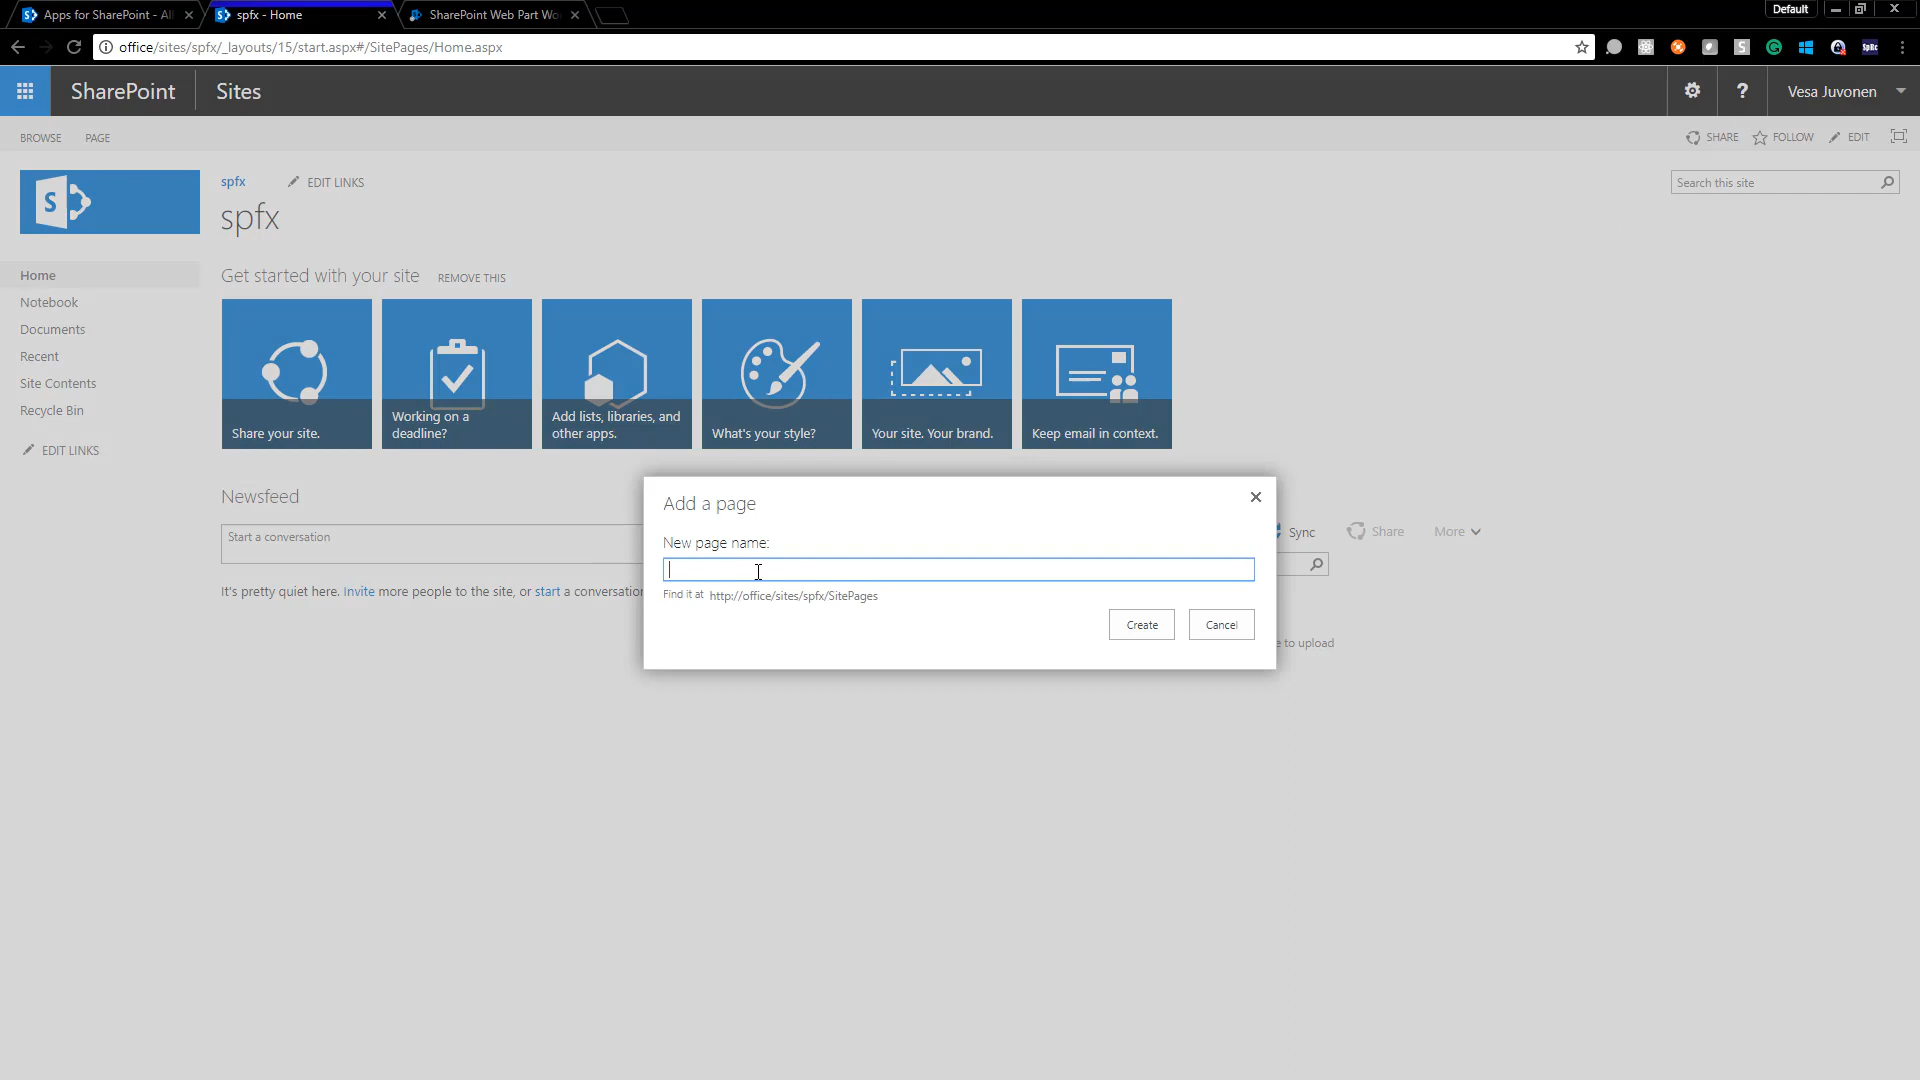 Apps for SharePoint - Al
spfx - Home
SharePoint Web Part Wo
Default
office/sites/spfx/_layouts/15/start.aspx#/SitePages/Home.aspx
S
SpRc
SharePoint
Sites
?
Vesa Juvonen
BROWSE
PAGE
SHARE
FOLLOW
EDIT
S
spfx
EDIT LINKS
Search this site
spfx
Home
Notebook
Documents
Recent
Site Contents
Recycle Bin
EDIT LINKS
Get started with your site
REMOVE THIS
Share your site.
Working on a
deadline?
Add lists, libraries, and
other apps.
What's your style?
Your site. Your brand.
Keep email in context.
Newsfeed
Start a conversation
It's pretty quiet here. Invite more people to the site, or start a conversation
Add a page
New page name:
Find it at http://office/sites/spfx/SitePages
Create
Cancel
Sync
Share
More
e to upload